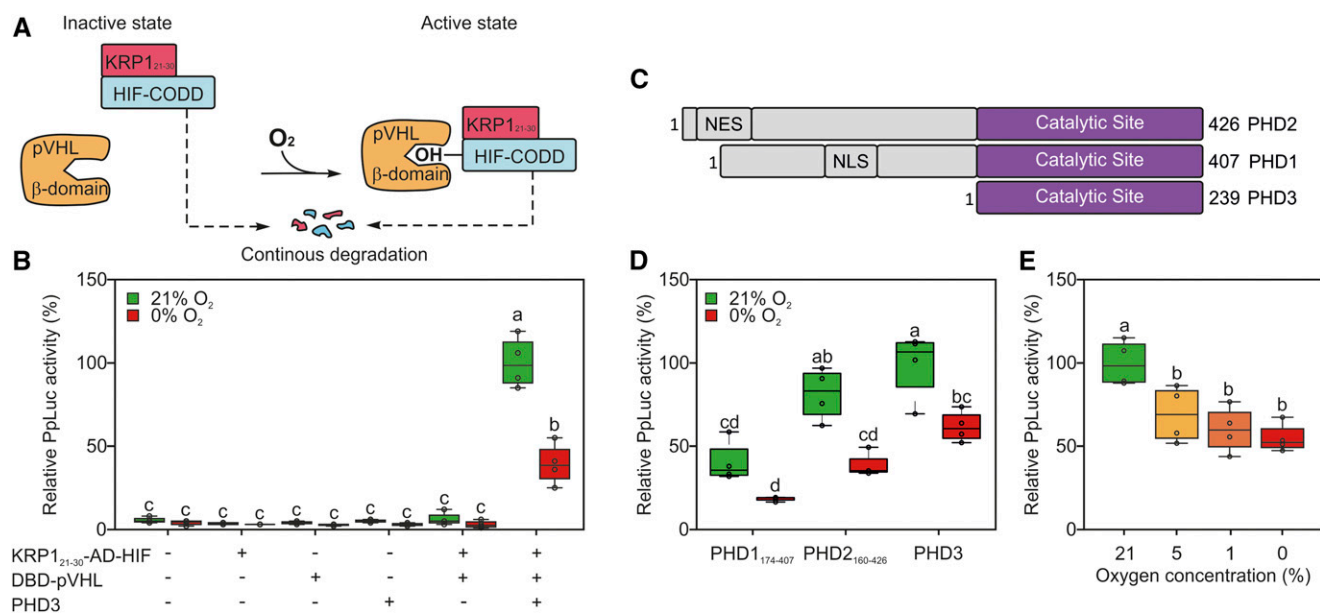 A
Inactive state
Active state
KRP1₂₁₋₃₀
HIF-CODD
pVHL
β-domain
O₂
pVHL
OH
β-domain
KRP1₂₁₋₃₀
HIF-CODD
Continous degradation
C
1 NES Catalytic Site 426 PHD2
1 NLS Catalytic Site 407 PHD1
1 Catalytic Site 239 PHD3
B
Relative PpLuc activity (%)
150
100
50
0
21% O₂
0% O₂
c c c c c c c c c c a b
KRP1₂₁₋₃₀-AD-HIF - + - - + +
DBD-pVHL - - + - + +
PHD3 - - - + - +
D
Relative PpLuc activity (%)
150
100
50
0
21% O₂
0% O₂
cd d ab cd a bc
PHD1₁₇₄₋₄₀₇ PHD2₁₆₀₋₄₂₆ PHD3
E
Relative PpLuc activity (%)
150
100
50
0
a b b b
21 5 1 0
Oxygen concentration (%)